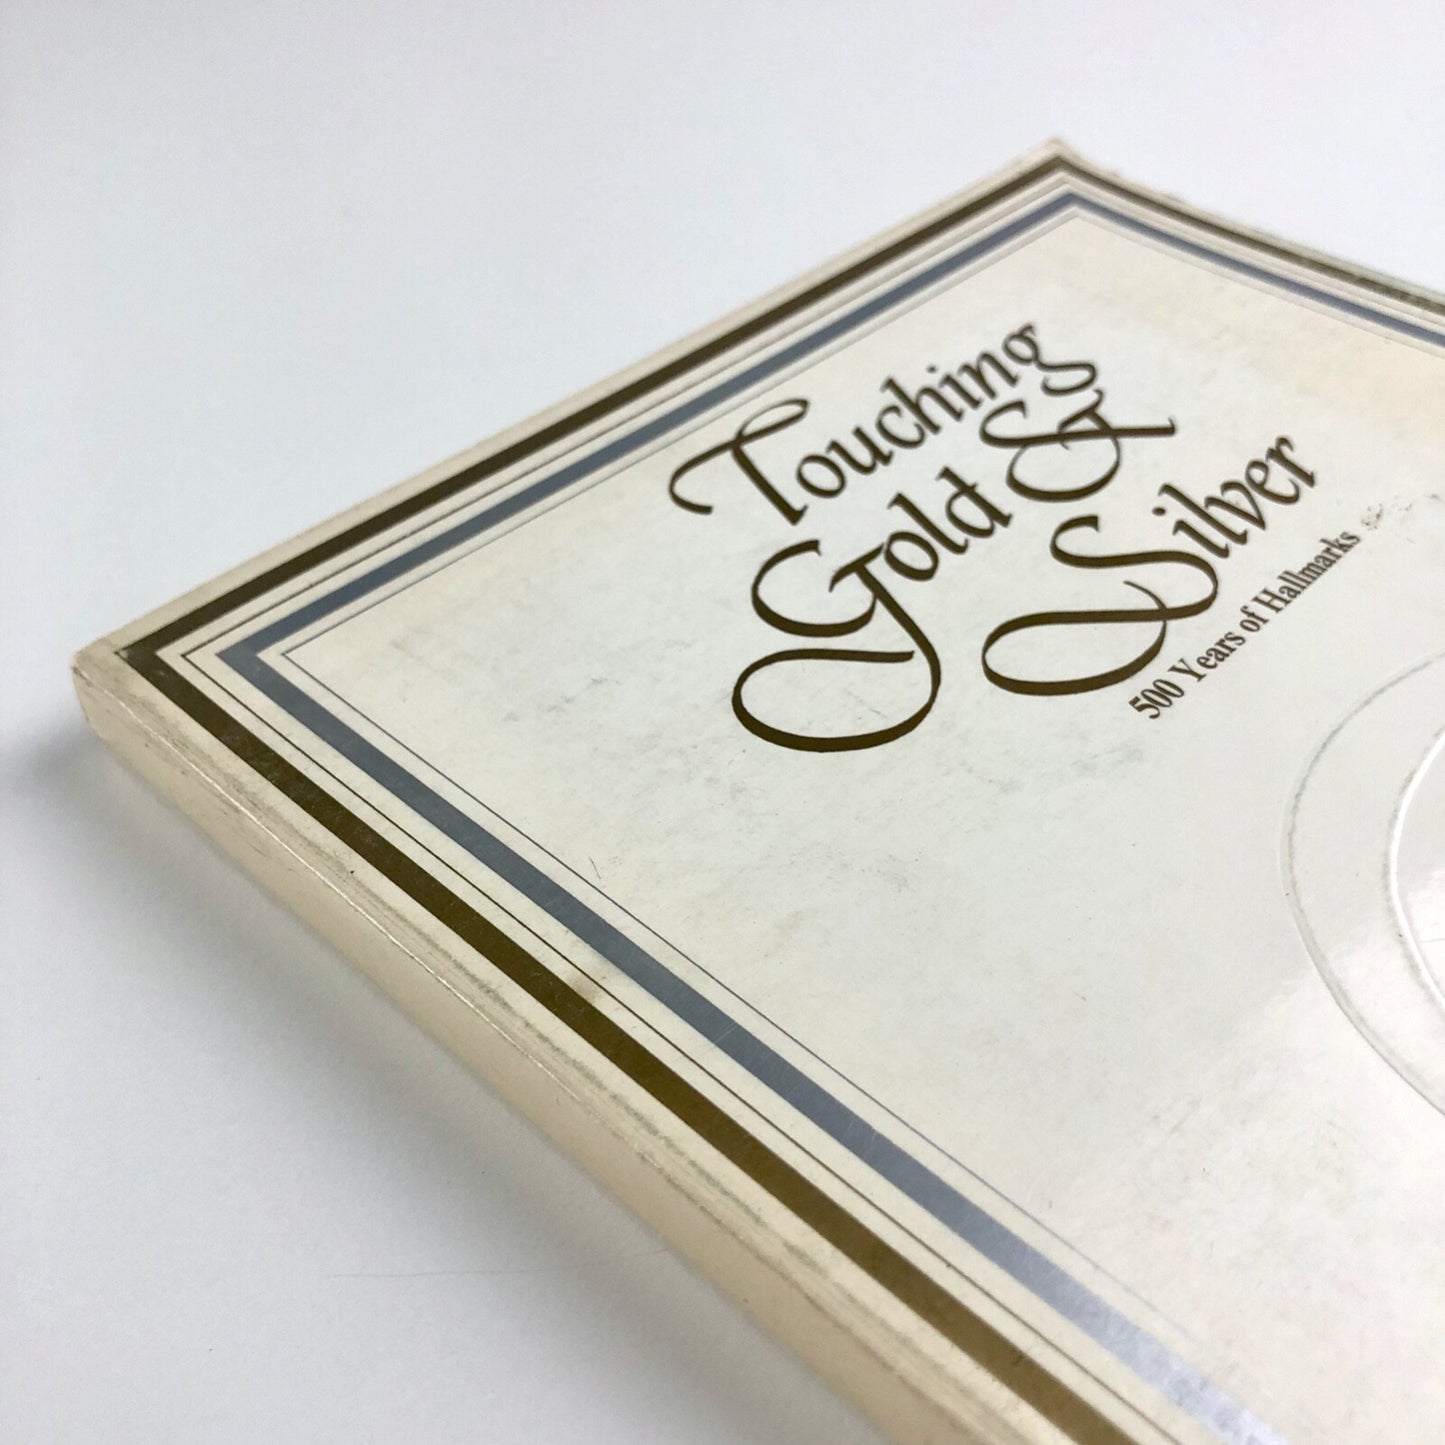 Touching
Gold &
Silver
500 Years of Hallmarks